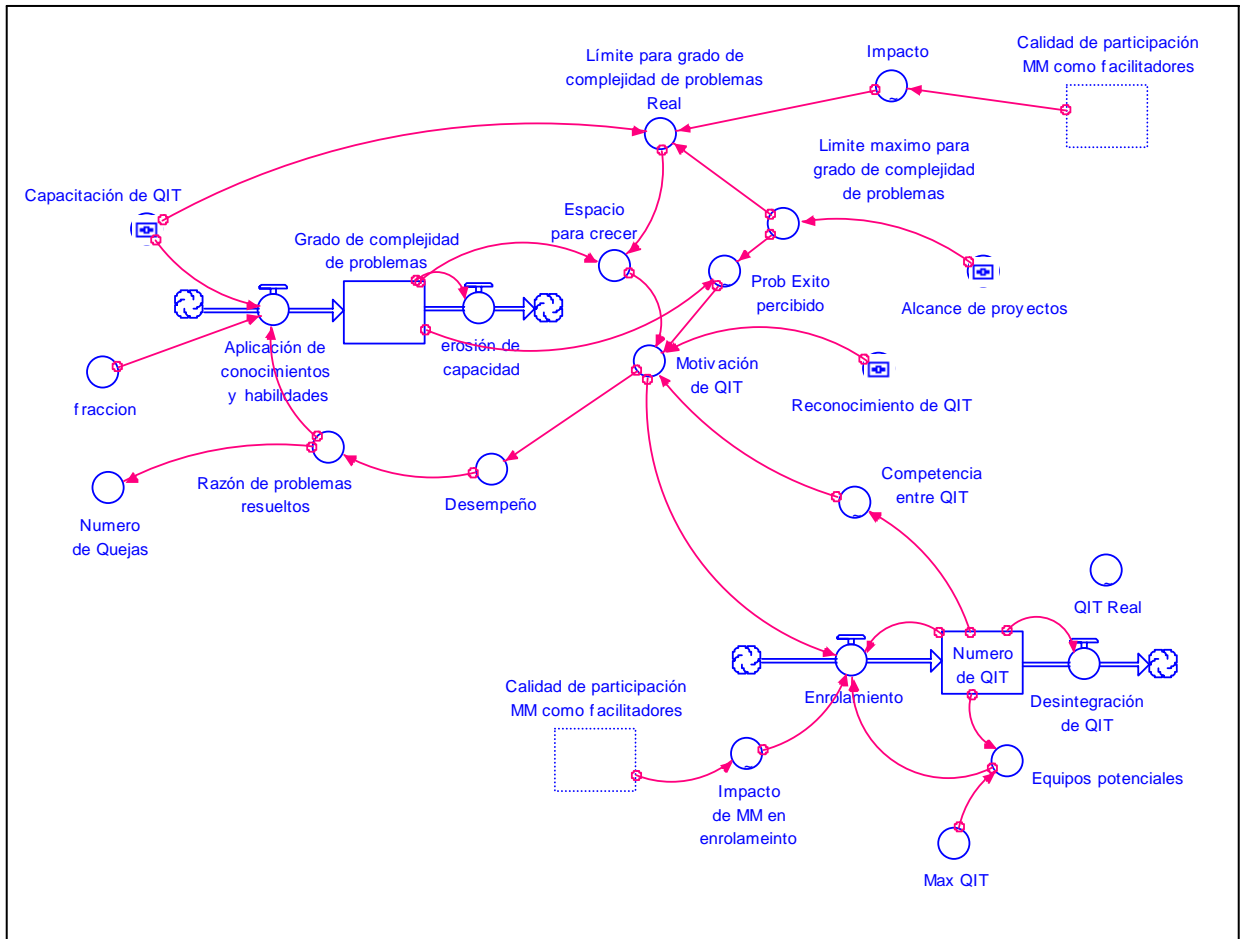 Límite para grado de
complejidad de problemas
Real
Impacto
Calidad de participación
MM como facilitadores
Limite maximo para
grado de complejidad
de problemas
Capacitación de QIT
Espacio
para crecer
Grado de complejidad
de problemas
Prob Exito
percibido
Alcance de proyectos
Aplicación de
conocimientos
y habilidades
erosión de
capacidad
Motivación
de QIT
fraccion
Reconocimiento de QIT
Razón de problemas
resueltos
Desempeño
Competencia
entre QIT
Numero
de Quejas
QIT Real
Numero
de QIT
Calidad de participación
MM como facilitadores
Enrolamiento
Desintegración
de QIT
Impacto
de MM en
enrolameinto
Equipos potenciales
Max QIT